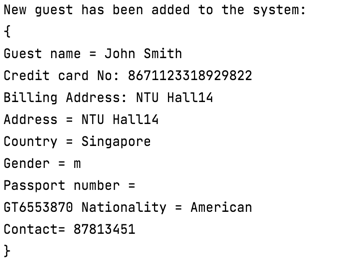 New guest has been added to the system:
{
Guest name = John Smith
Credit card No: 8671123318929822
Billing Address: NTU Hall14
Address = NTU Hall14
Country = Singapore
Gender = m
Passport number =
GT6553870 Nationality = American
Contact= 87813451
}